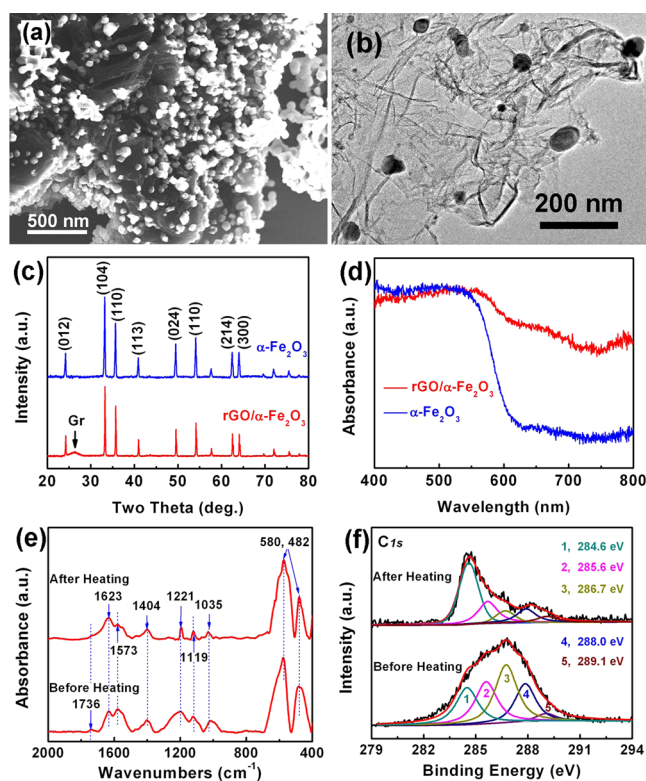 (a)
500 nm
(b)
200 nm
(c)
Intensity (a.u.)
(012)
(104)
(110)
(113)
(024)
(110)
(214)
(300)
α-Fe₂O₃
Gr
rGO/α-Fe₂O₃
20 30 40 50 60 70 80
Two Theta (deg.)
(d)
Absorbance (a.u.)
rGO/α-Fe₂O₃
α-Fe₂O₃
400 500 600 700 800
Wavelength (nm)
(e)
Absorbance (a.u.)
580, 482
After Heating
1623
1404
1221
1035
1573
1119
Before Heating
1736
2000 1600 1200 800 400
Wavenumbers (cm⁻¹)
(f)
Intensity (a.u.)
C1s
1, 284.6 eV
2, 285.6 eV
3, 286.7 eV
After Heating
4, 288.0 eV
5, 289.1 eV
Before Heating
1
2
3
4
5
279 282 285 288 291 294
Binding Energy (eV)